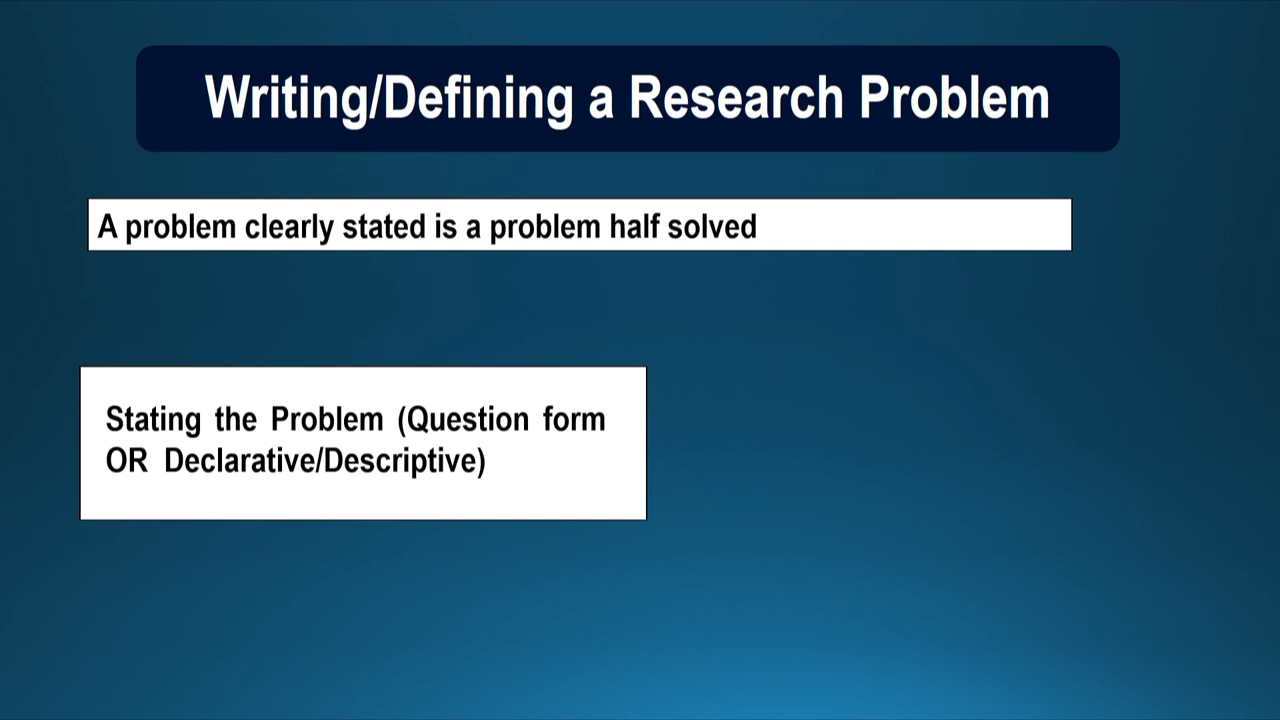 Writing/Defining a Research Problem
A problem clearly stated is a problem half solved
Stating the Problem (Question form
OR Declarative/Descriptive)